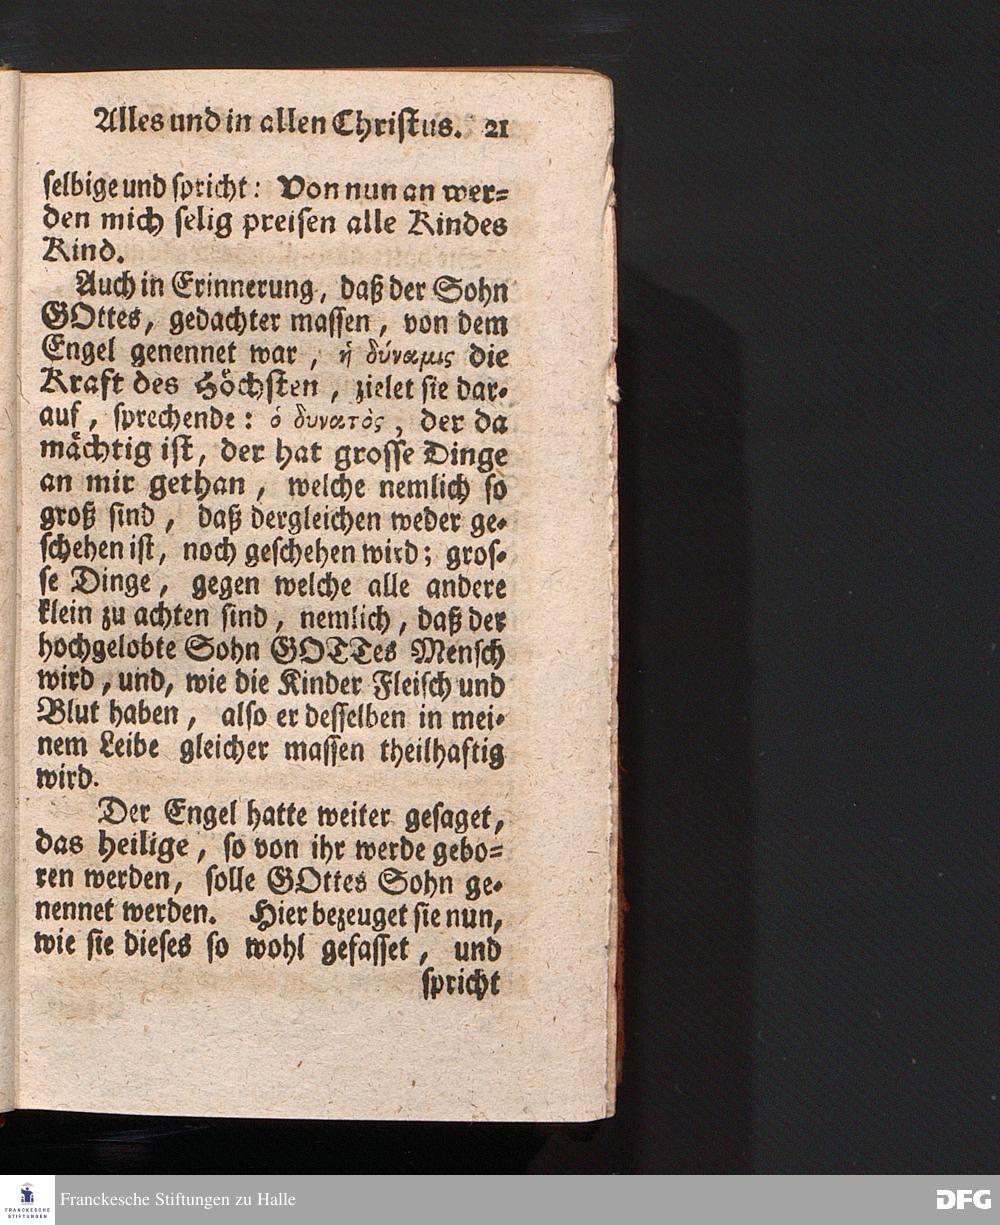 Alles und in allen Christus. 21
selbige und spricht: Von nun an wer=
den mich selig preisen alle Kindes
Kind.
Auch in Erinnerung, daß der Sohn
GOttes, gedachter massen, von dem
Engel genennet war, ἡ δύναμις die
Kraft des Höchsten, zielet sie dar=
auf, sprechende: ὁ δυνατὸς, der da
mächtig ist, der hat grosse Dinge
an mir gethan, welche nemlich so
groß sind, daß dergleichen weder ge=
schehen ist, noch geschehen wird; gros=
se Dinge, gegen welche alle andere
klein zu achten sind, nemlich, daß der
hochgelobte Sohn GOTTes Mensch
wird, und, wie die Kinder Fleisch und
Blut haben, also er desselben in mei=
nem Leibe gleicher massen theilhaftig
wird.
Der Engel hatte weiter gesaget,
das heilige, so von ihr werde gebo=
ren werden, solle GOttes Sohn ge=
nennet werden. Hier bezeuget sie nun,
wie sie dieses so wohl gefasset, und
spricht
FRANCKESCHE
STIFTUNGEN
Franckesche Stiftungen zu Halle
DFG